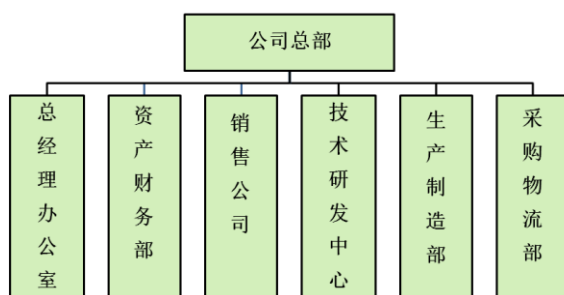 公司总部
总经理办公室
资产财务部
销售公司
技术研发中心
生产制造部
采购物流部